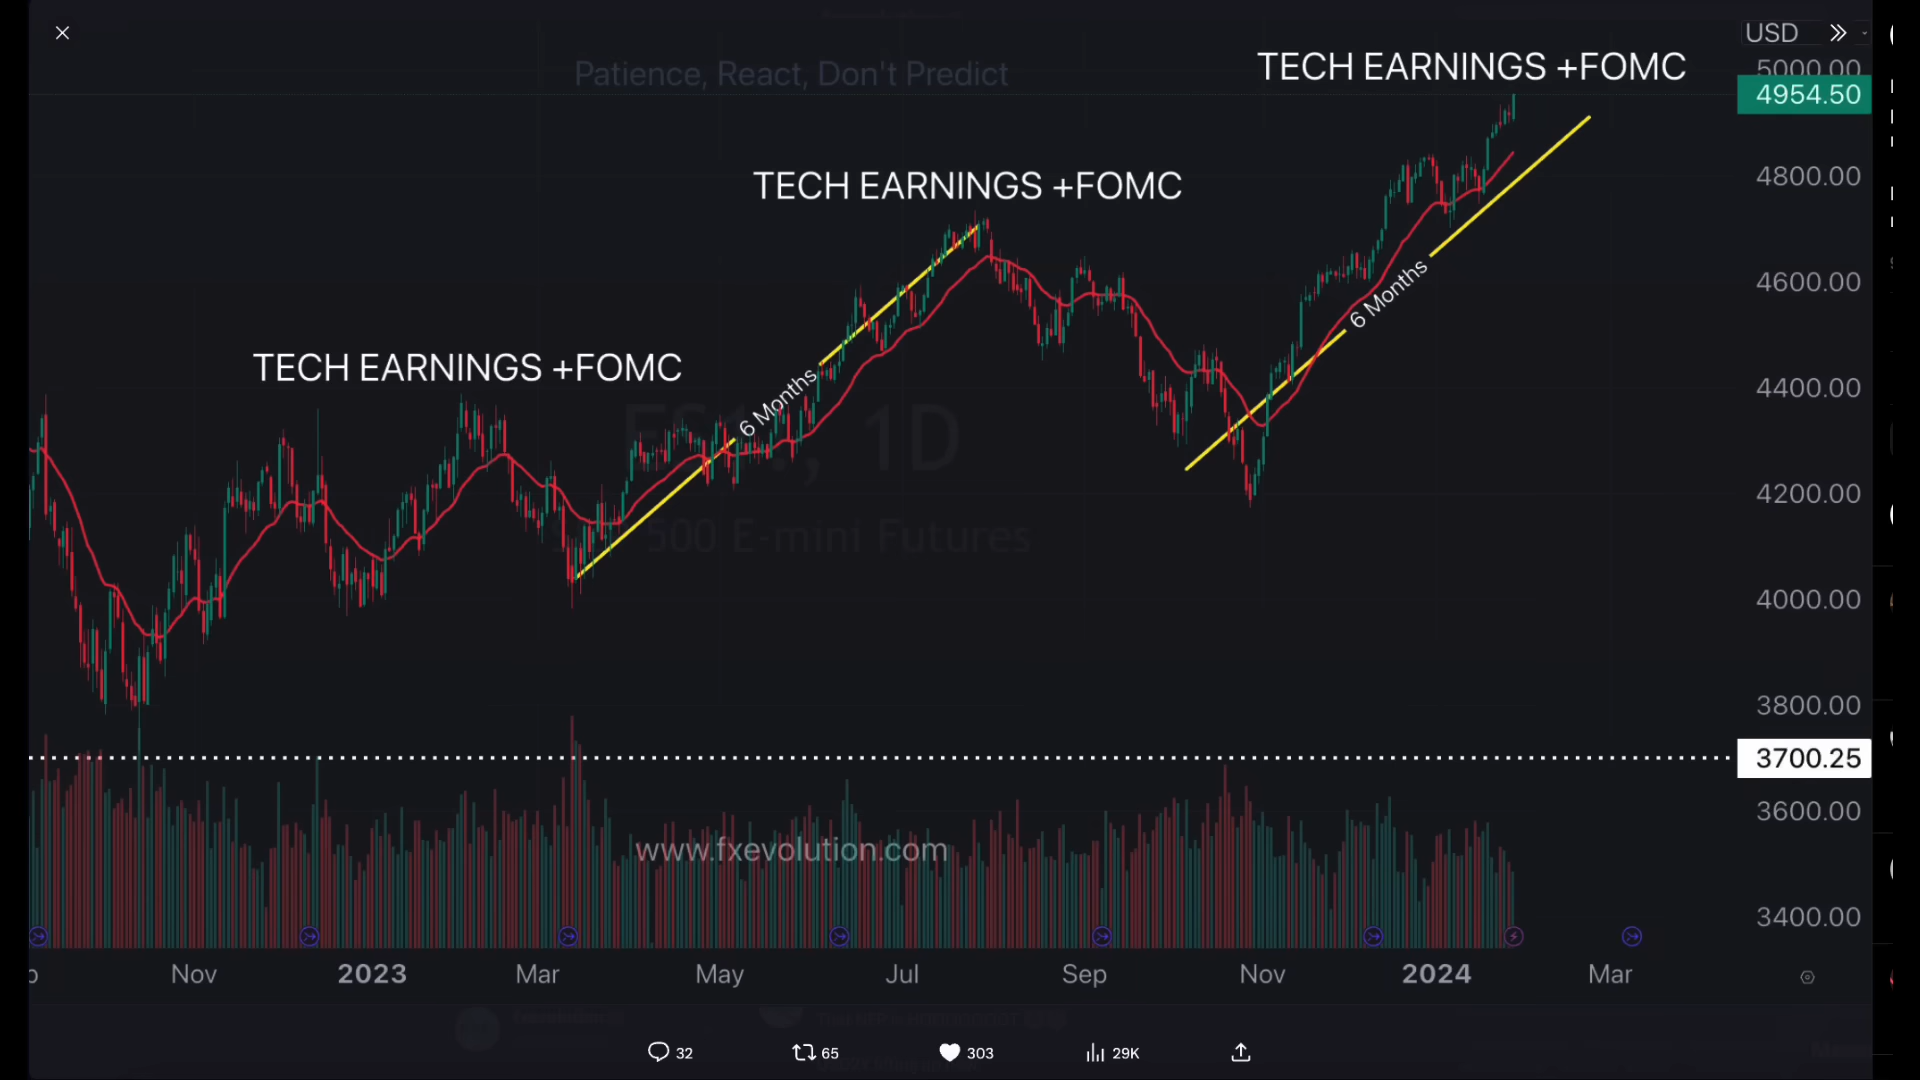 USD
Patience, React, Don't Predict
TECH EARNINGS +FOMC
5000.00
4954.50
TECH EARNINGS +FOMC
4800.00
4600.00
6 Months
TECH EARNINGS +FOMC
4400.00
6 Months
1D
4200.00
500 E-mini Futures
4000.00
3800.00
3700.25
3600.00
www.fxevolution.com
3400.00
Nov 2023 Mar May Jul Sep Nov 2024 Mar
32 65 303 29K